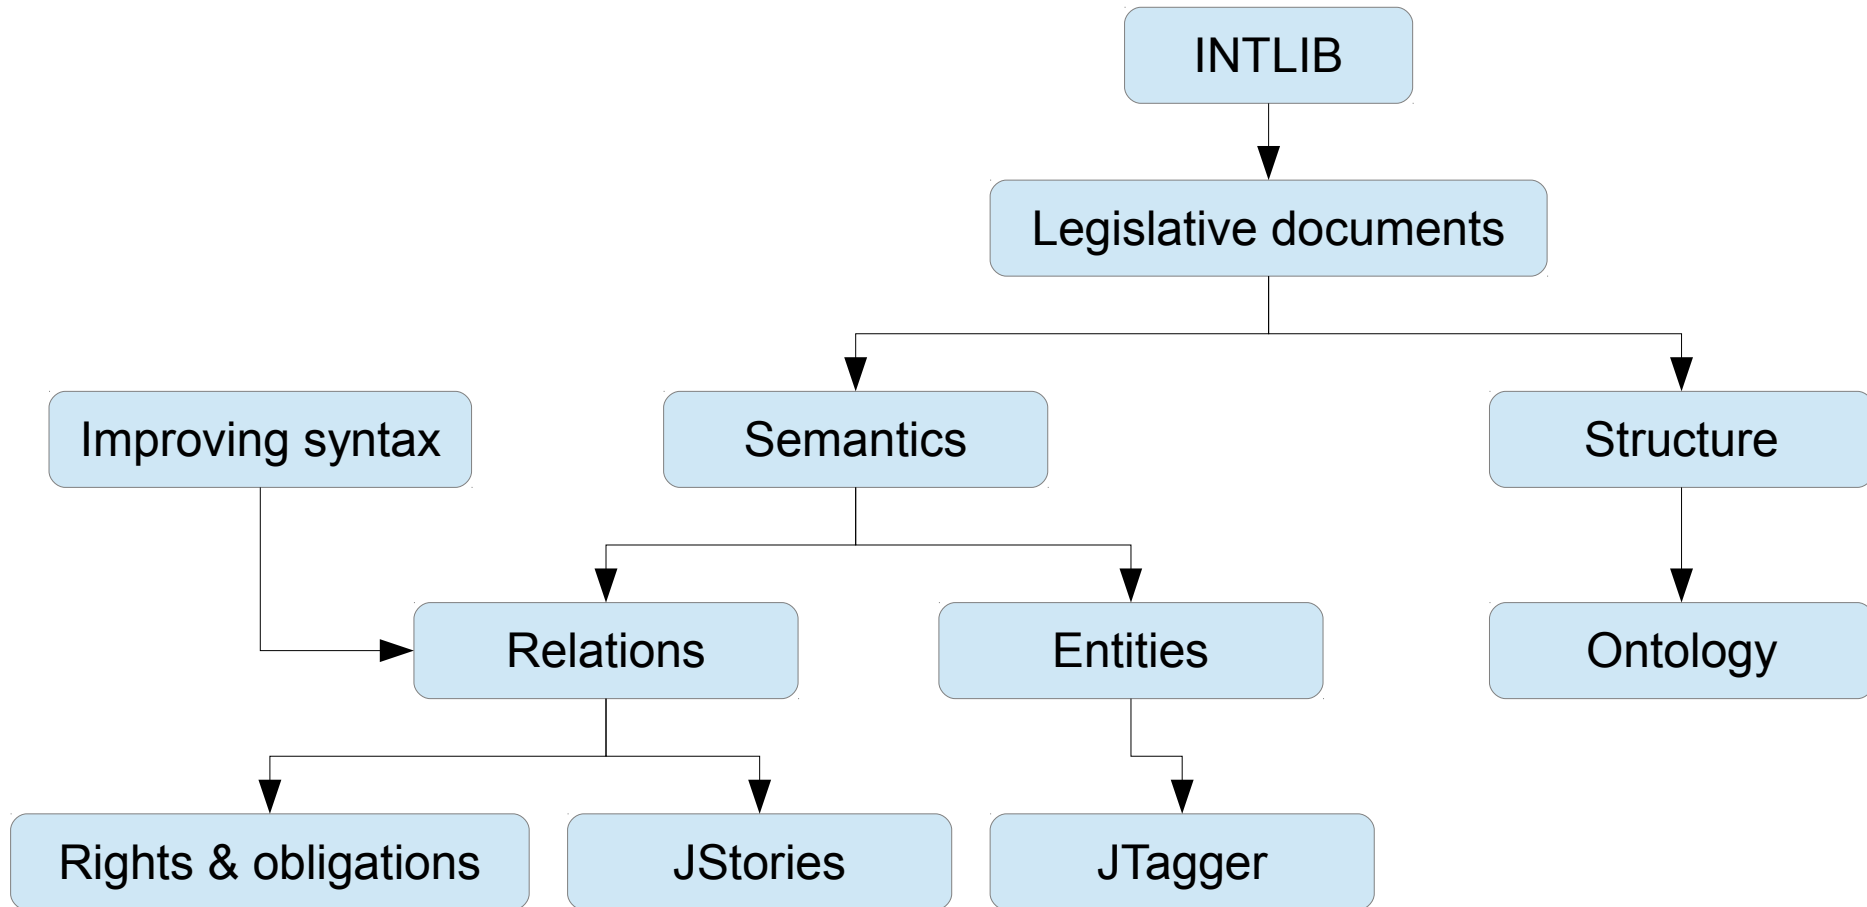 INTLIB
Legislative documents
Improving syntax
Semantics
Structure
Relations
Entities
Ontology
Rights & obligations
JStories
JTagger